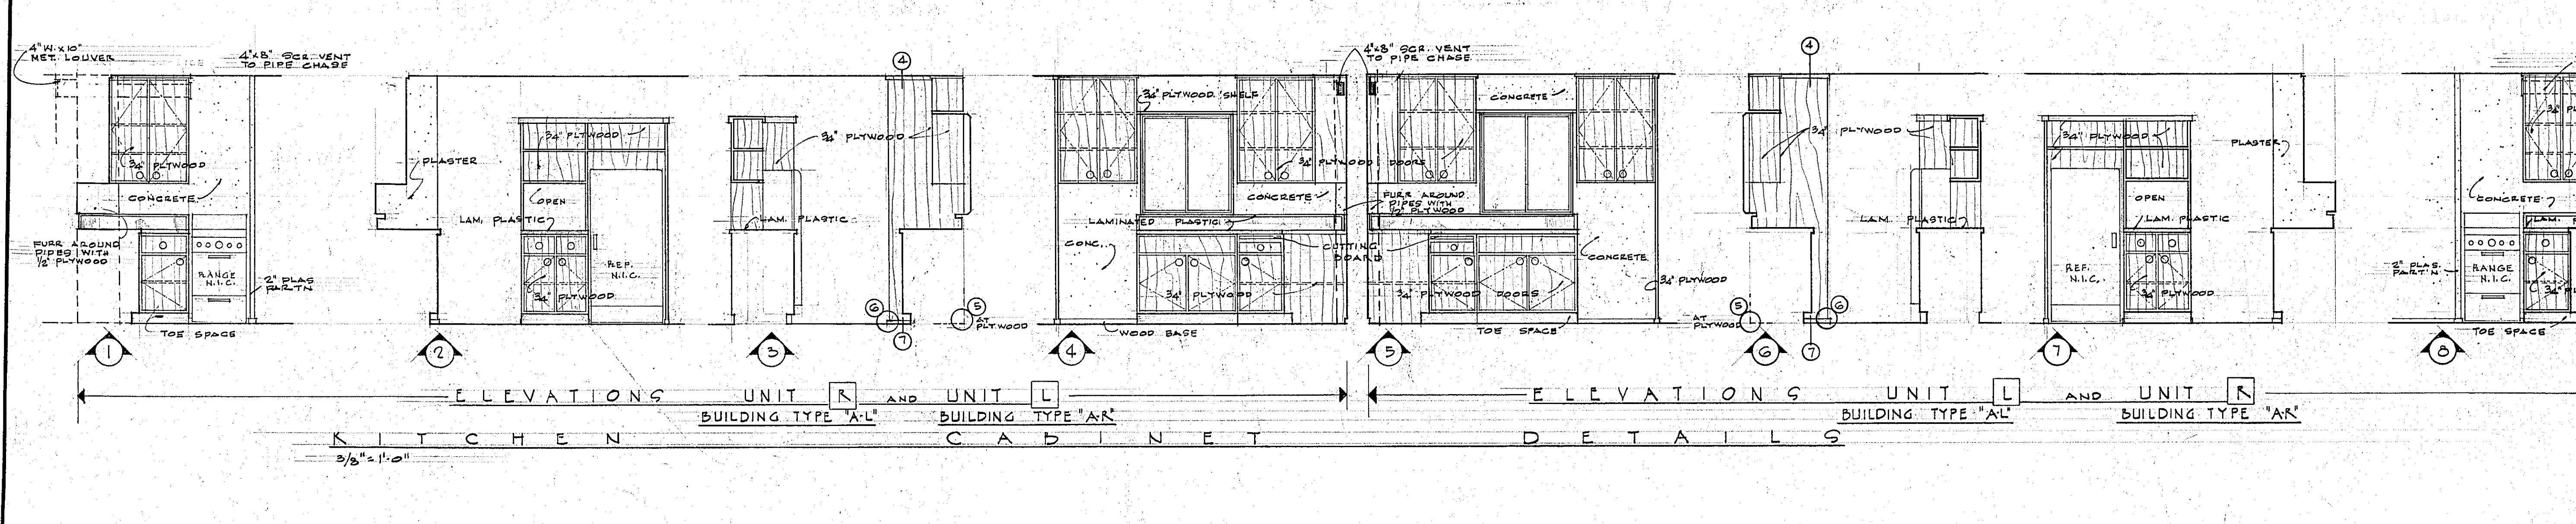 4" W. x 10"
MET. LOUVER
4"x8" SCR. VENT
TO PIPE CHASE
3/4" PLYWOOD
CONCRETE
FURR AROUND
PIPES WITH
1/2" PLYWOOD
RANGE
N.I.C.
2" PLAS
PART'N
TOE SPACE
1
PLASTER
2
3/4" PLYWOOD
OPEN
LAM. PLASTIC
REF.
N.I.C.
3/4" PLYWOOD
3/4" PLYWOOD
LAM. PLASTIC
3
4
6
5
AT
PLYWOOD
7
3/4" PLYWOOD SHELF
3/4" PLYWOOD DOORS
CONCRETE
LAMINATED PLASTIC
CONC.
CUTTING
BOARD
3/4" PLYWOOD
WOOD BASE
4
4"x8" SCR. VENT
TO PIPE CHASE
CONCRETE
FURR AROUND
PIPES WITH
1/2" PLYWOOD
CONCRETE
3/4" PLYWOOD DOORS
3/4" PLYWOOD
TOE SPACE
5
4
3/4" PLYWOOD
LAM. PLASTIC
5
AT
PLYWOOD
6
6
7
3/4" PLYWOOD
OPEN
LAM. PLASTIC
REF.
N.I.C.
3/4" PLYWOOD
7
PLASTER
CONCRETE
2" PLAS.
PART'N
RANGE
N.I.C.
TOE SPACE
8
ELEVATIONS UNIT R AND UNIT L
BUILDING TYPE "A-L" BUILDING TYPE "A-R"
ELEVATIONS UNIT L AND UNIT R
BUILDING TYPE "A-L" BUILDING TYPE "A-R"
KITCHEN CABINET DETAILS
3/8" = 1'-0"